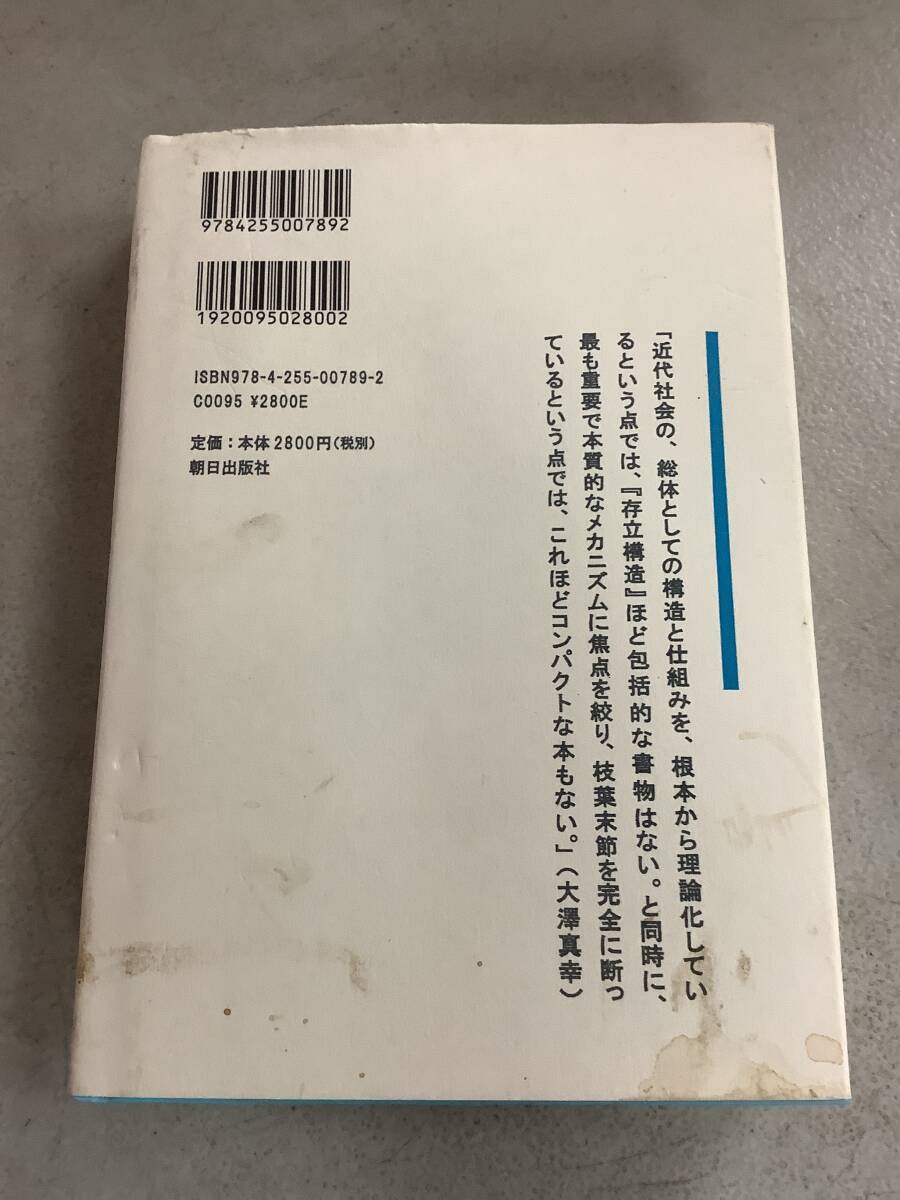 9784255007892
1920095028002
ISBN978-4-255-00789-2
C0095 ¥2800E
定価：本体2800円（税別）
朝日出版社
「近代社会の、総体としての構造と仕組みを、根本から理論化してい
るという点では、『存立構造』ほど包括的な書物はない。と同時に、
最も重要で本質的なメカニズムに焦点を絞り、枝葉末節を完全に断っ
ているという点では、これほどコンパクトな本もない。」（大澤真幸）